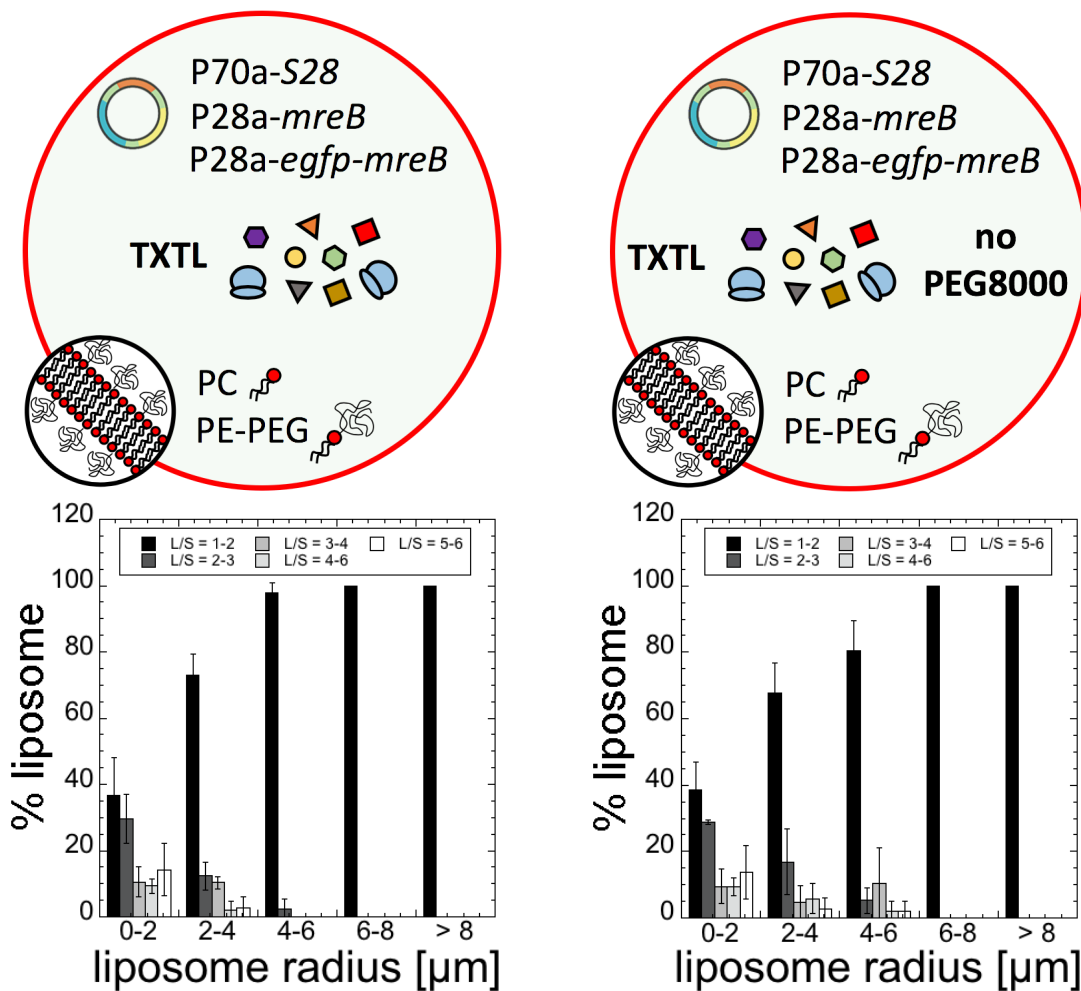 P70a-S28
P28a-mreB
P28a-egfp-mreB
TXTL
PC
PE-PEG
120
100
80
60
40
20
0
% liposome
L/S = 1-2
L/S = 3-4
L/S = 5-6
L/S = 2-3
L/S = 4-6
0-2
2-4
4-6
6-8
> 8
liposome radius [µm]
P70a-S28
P28a-mreB
P28a-egfp-mreB
TXTL
no
PEG8000
PC
PE-PEG
120
100
80
60
40
20
0
% liposome
L/S = 1-2
L/S = 3-4
L/S = 5-6
L/S = 2-3
L/S = 4-6
0-2
2-4
4-6
6-8
> 8
liposome radius [µm]